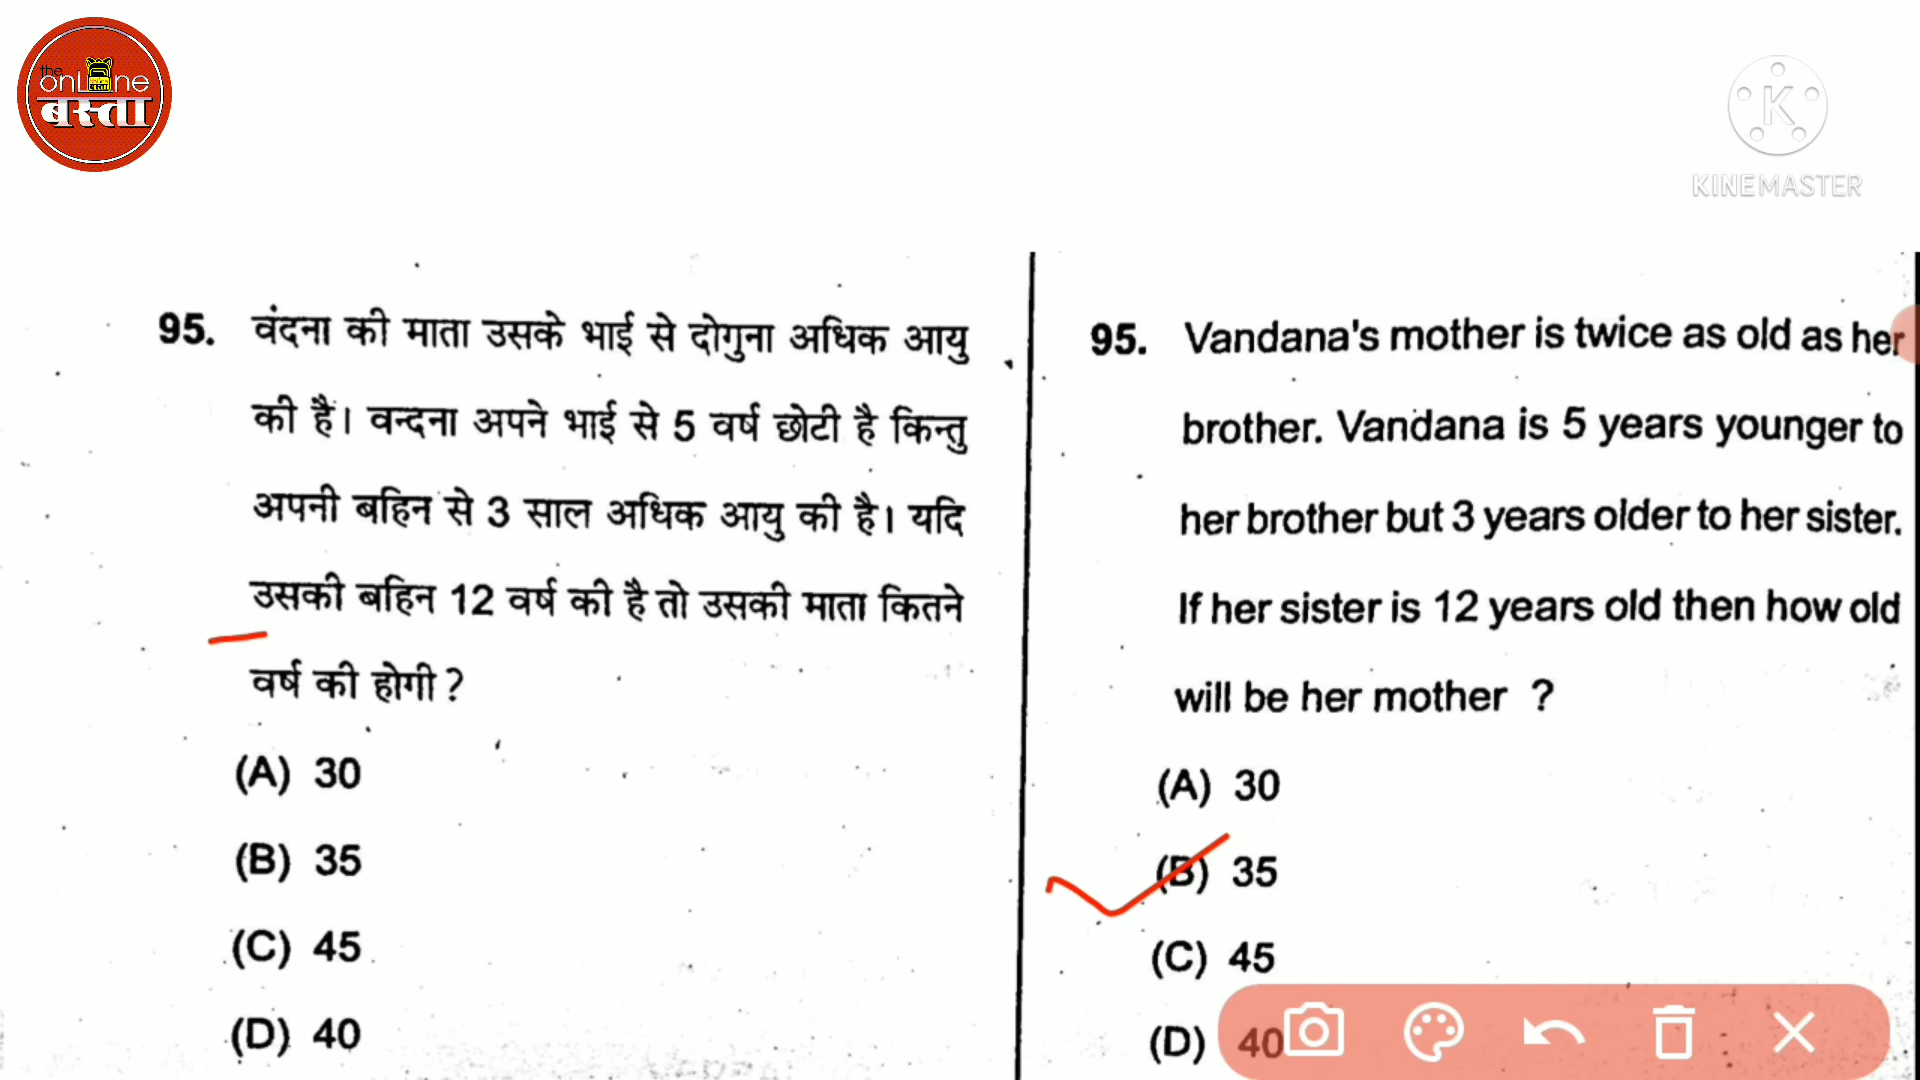 the
onLine
बस्ता
KINEMASTER
95. वंदना की माता उसके भाई से दोगुना अधिक आयु
की है। वन्दना अपने भाई से 5 वर्ष छोटी है किन्तु
अपनी बहिन से 3 साल अधिक आयु की है। यदि
उसकी बहिन 12 वर्ष की है तो उसकी माता कितने
वर्ष की होगी ?
(A) 30
(B) 35
(C) 45
(D) 40
95. Vandana's mother is twice as old as her
brother. Vandana is 5 years younger to
her brother but 3 years older to her sister.
If her sister is 12 years old then how old
will be her mother ?
(A) 30
(B) 35
(C) 45
(D) 40